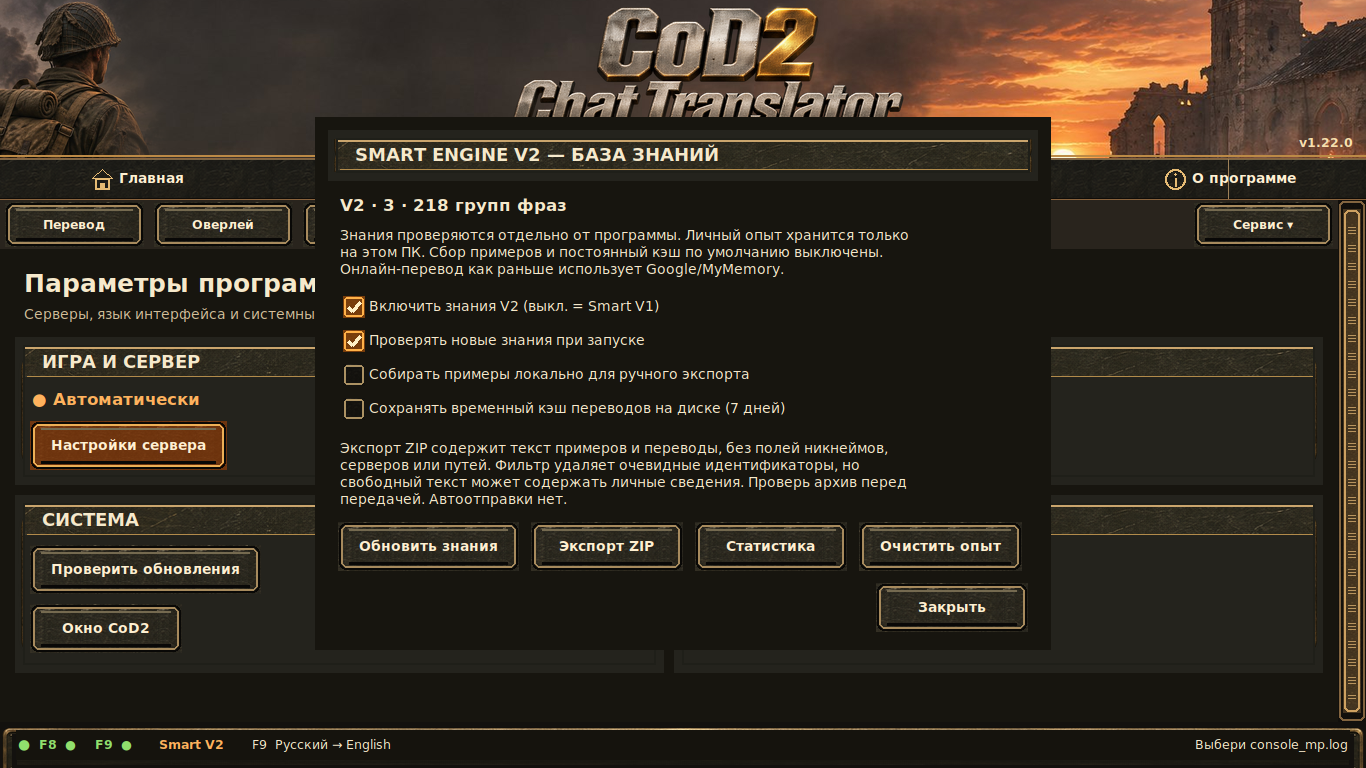 CoD2
Chat Translator
v1.22.0
Главная
О программе
Перевод
Оверлей
Сервис ▾
SMART ENGINE V2 — БАЗА ЗНАНИЙ
V2 · 3 · 218 групп фраз
Знания проверяются отдельно от программы. Личный опыт хранится только
на этом ПК. Сбор примеров и постоянный кэш по умолчанию выключены.
Онлайн-перевод как раньше использует Google/MyMemory.
Включить знания V2 (выкл. = Smart V1)
Проверять новые знания при запуске
Собирать примеры локально для ручного экспорта
Сохранять временный кэш переводов на диске (7 дней)
Экспорт ZIP содержит текст примеров и переводы, без полей никнеймов,
серверов или путей. Фильтр удаляет очевидные идентификаторы, но
свободный текст может содержать личные сведения. Проверь архив перед
передачей. Автоотправки нет.
Обновить знания
Экспорт ZIP
Статистика
Очистить опыт
Закрыть
Параметры програм
Серверы, язык интерфейса и системны
ИГРА И СЕРВЕР
Автоматически
Настройки сервера
СИСТЕМА
Проверить обновления
Окно CoD2
F8 F9 Smart V2 F9 Русский → English
Выбери console_mp.log